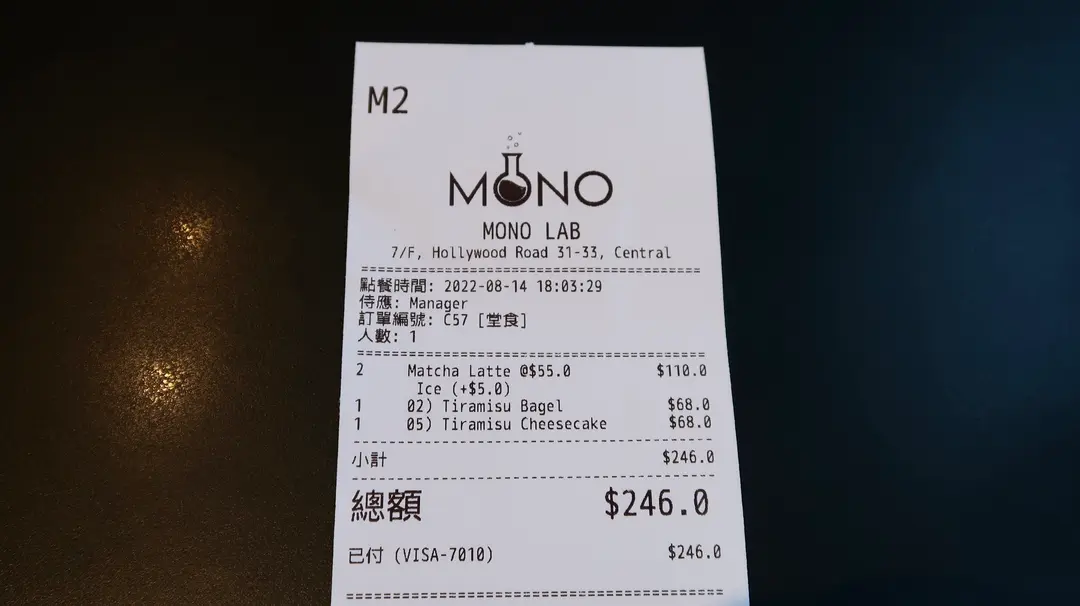 M2
MONO
MONO LAB
7/F, Hollywood Road 31-33, Central
點餐時間: 2022-08-14 18:03:29
侍應: Manager
訂單編號: C57 [堂食]
人數: 1
2 Matcha Latte @$55.0 $110.0
Ice (+$5.0)
1 02) Tiramisu Bagel $68.0
1 05) Tiramisu Cheesecake $68.0
小計 $246.0
總額 $246.0
已付 (VISA-7010) $246.0